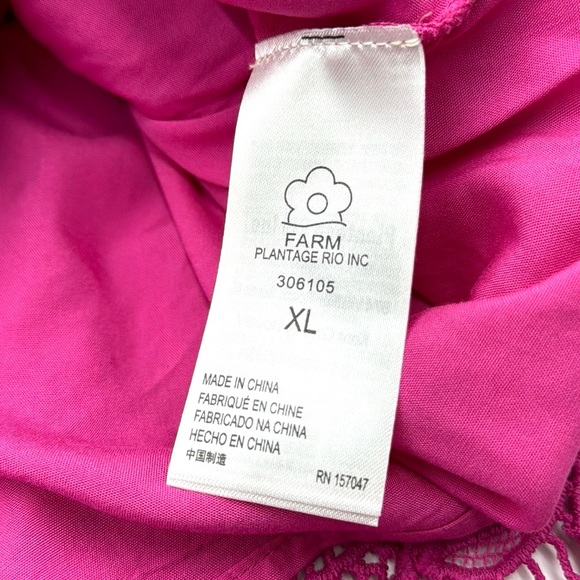 FARM
PLANTAGE RIO INC
306105
XL
MADE IN CHINA
FABRIQUÉ EN CHINE
FABRICADO NA CHINA
HECHO EN CHINA
中国制造
RN 157047